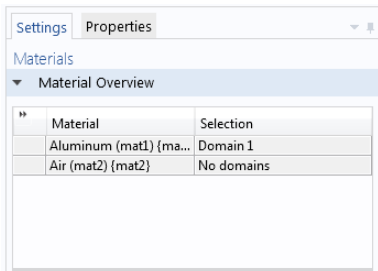 Settings Properties
Materials
Material Overview
Material Selection
Aluminum (mat1) {ma... Domain 1
Air (mat2) {mat2} No domains